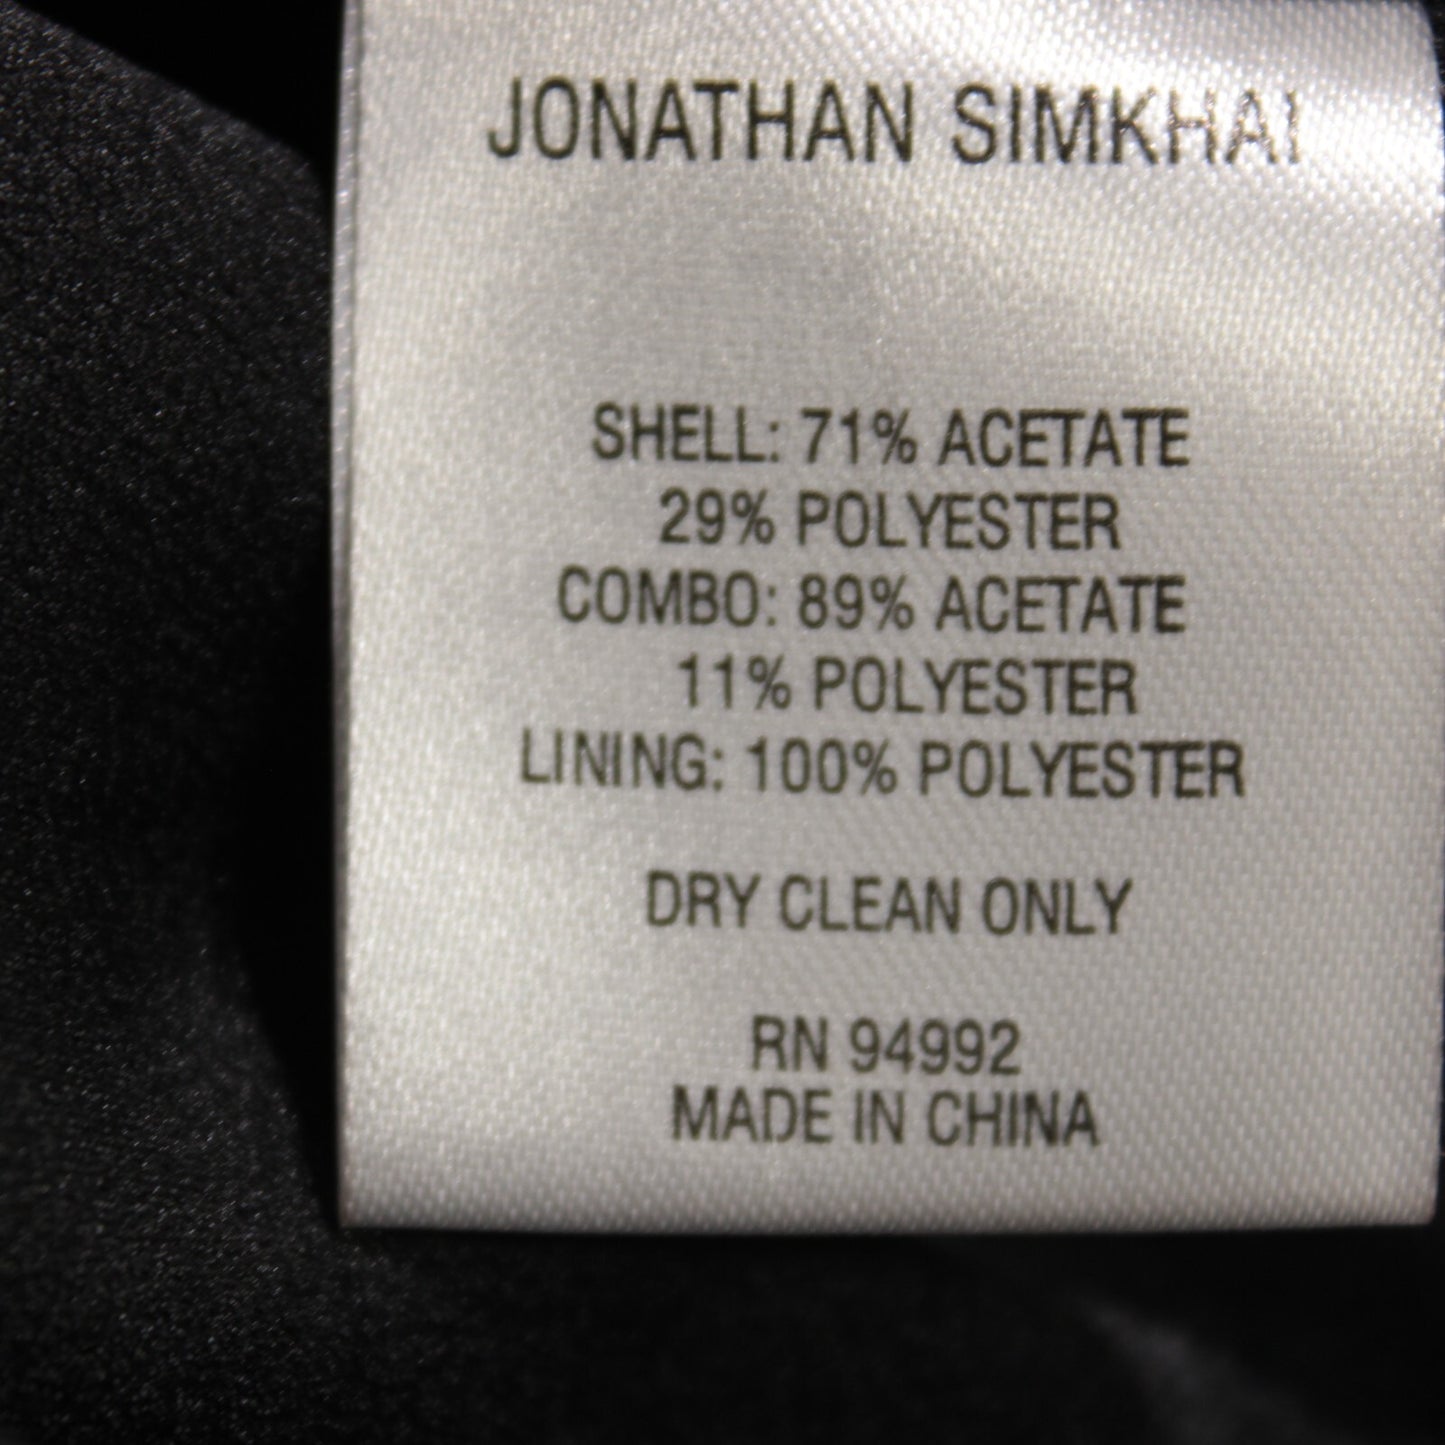 JONATHAN SIMKHAI
SHELL: 71% ACETATE
29% POLYESTER
COMBO: 89% ACETATE
11% POLYESTER
LINING: 100% POLYESTER
DRY CLEAN ONLY
RN 94992
MADE IN CHINA